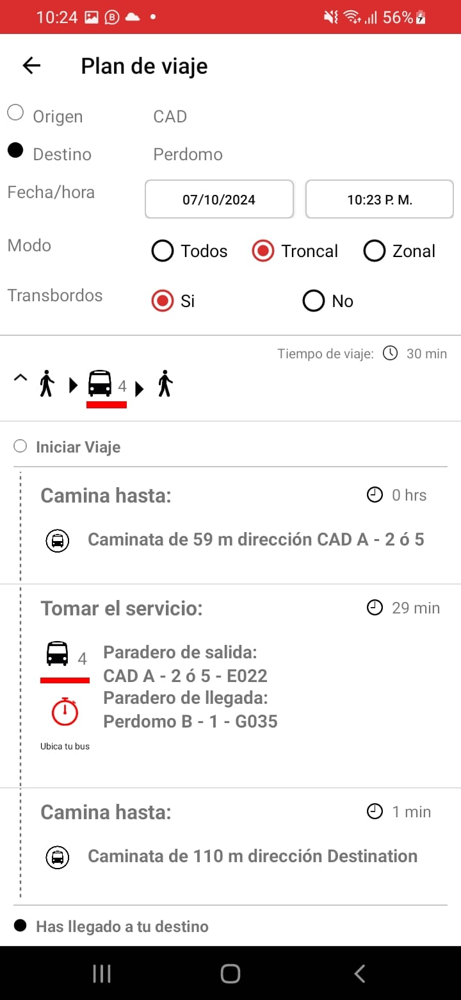 10:24 56%
Plan de viaje
Origen CAD
Destino Perdomo
Fecha/hora 07/10/2024 10:23 P. M.
Modo Todos Troncal Zonal
Transbordos Si No
Tiempo de viaje: 30 min
4
Iniciar Viaje
Camina hasta: 0 hrs
Caminata de 59 m dirección CAD A - 2 ó 5
Tomar el servicio: 29 min
4 Paradero de salida:
CAD A - 2 ó 5 - E022
Paradero de llegada:
Perdomo B - 1 - G035
Ubica tu bus
Camina hasta: 1 min
Caminata de 110 m dirección Destination
Has llegado a tu destino